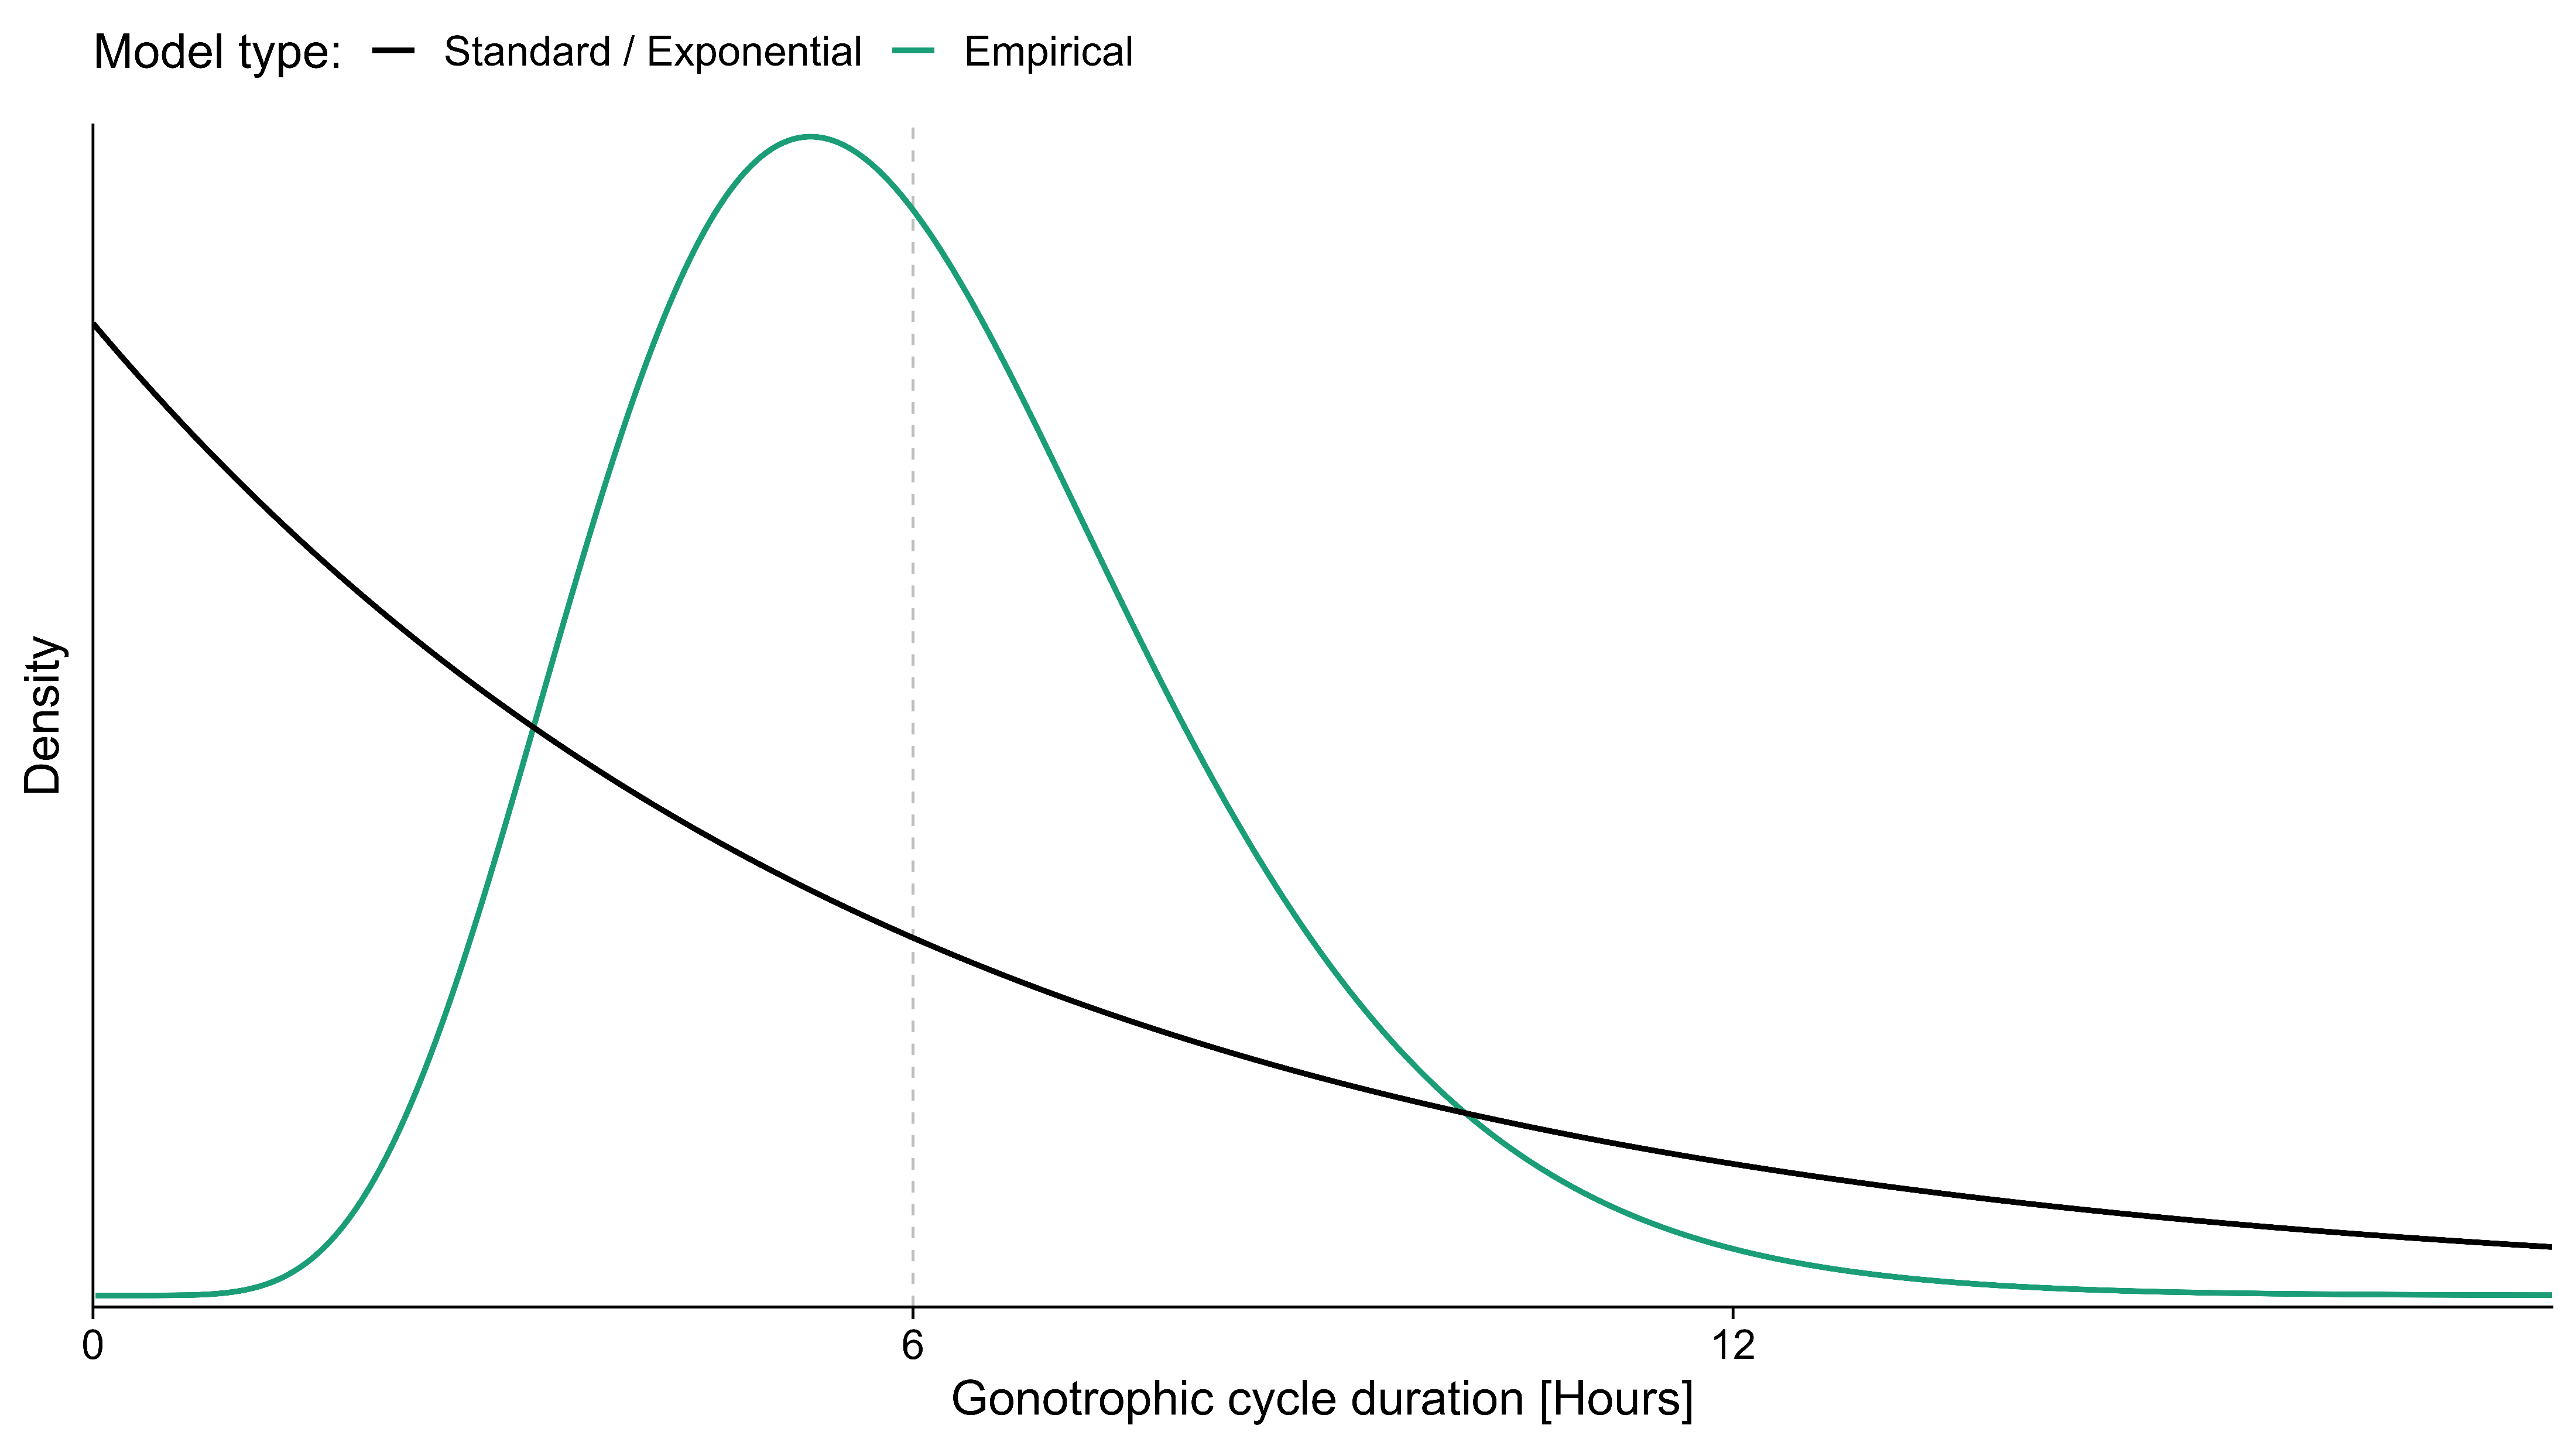 Model type: Standard / Exponential Empirical
Density
0 6 12
Gonotrophic cycle duration [Hours]